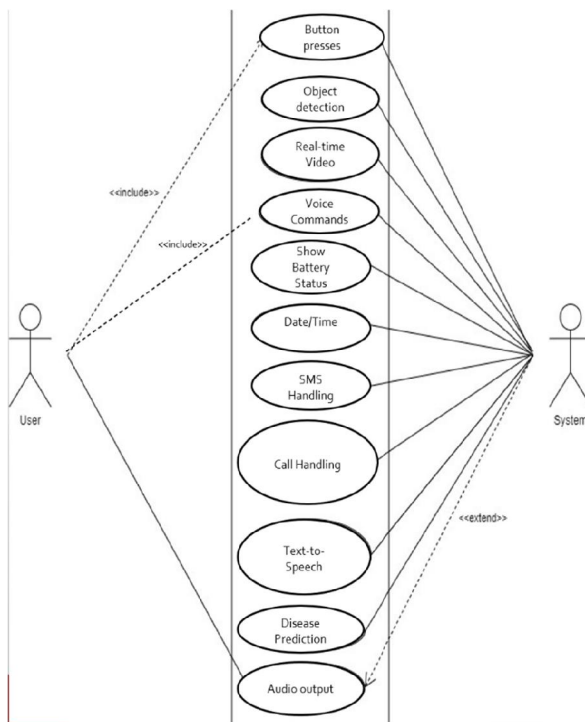 Button
presses
Object
detection
Real-time
Video
<<include>>
Voice
Commands
<<include>>
Show
Battery
Status
Date/Time
SMS
Handling
User
System
Call Handling
<<extend>>
Text-to-
Speech
Disease
Prediction
Audio output